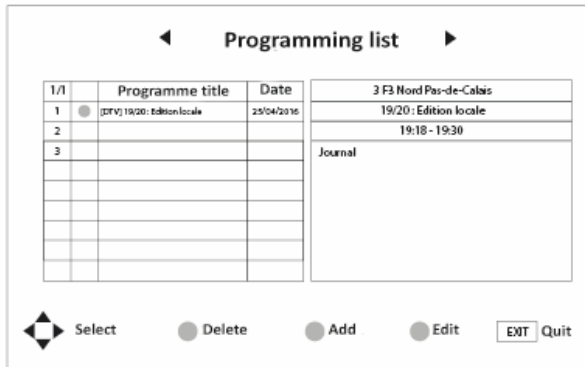 Programming list
1/1 Programme title Date
1 [DTV] 19/20 : Edition locale 25/04/2016
2
3
3 F3 Nord Pas-de-Calais
19/20 : Edition locale
19:18 - 19:30
Journal
Select Delete Add Edit EXIT Quit